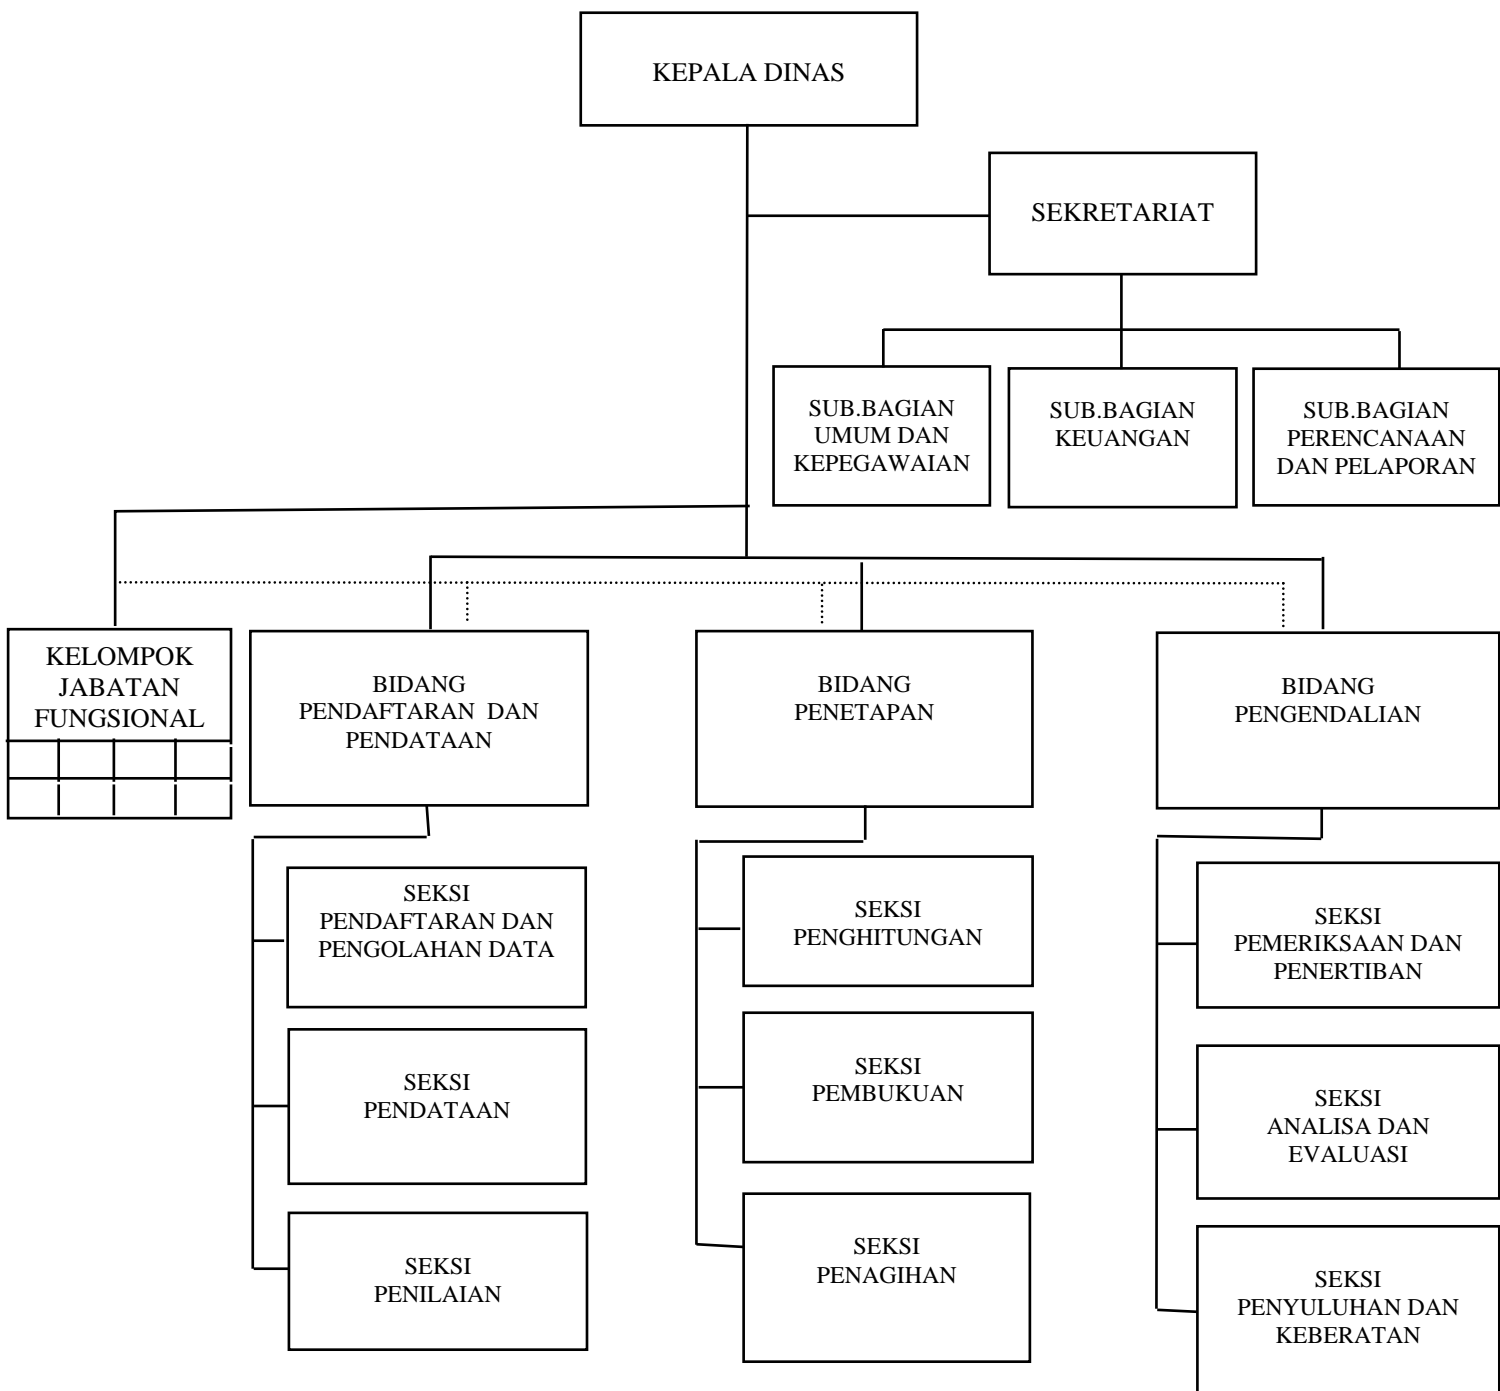 KEPALA DINAS
SEKRETARIAT
SUB.BAGIAN
UMUM DAN
KEPEGAWAIAN
SUB.BAGIAN
KEUANGAN
SUB.BAGIAN
PERENCANAAN
DAN PELAPORAN
KELOMPOK
JABATAN
FUNGSIONAL
BIDANG
PENDAFTARAN DAN
PENDATAAN
BIDANG
PENETAPAN
BIDANG
PENGENDALIAN
SEKSI
PENDAFTARAN DAN
PENGOLAHAN DATA
SEKSI
PENDATAAN
SEKSI
PENILAIAN
SEKSI
PENGHITUNGAN
SEKSI
PEMBUKUAN
SEKSI
PENAGIHAN
SEKSI
PEMERIKSAAN DAN
PENERTIBAN
SEKSI
ANALISA DAN
EVALUASI
SEKSI
PENYULUHAN DAN
KEBERATAN